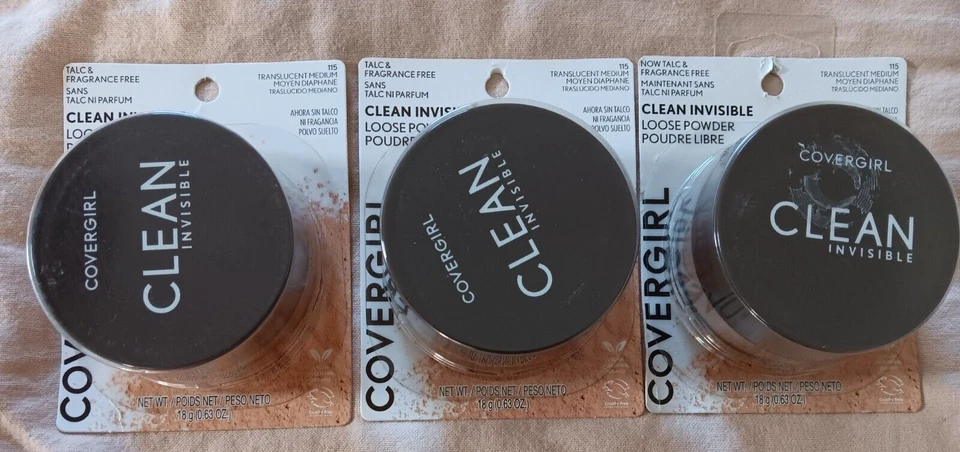 TALC &
FRAGRANCE FREE
SANS
TALC NI PARFUM
115
TRANSLUCENT MEDIUM
MOYEN DIAPHANE
TRASLÚCIDO MEDIANO
CLEAN IN
LOO
AHORA SIN TALCO
NI FRAGANCIA
POLVO SUELTO
COVERGIRL
CLEAN
INVISIBLE
CO
NET WT. / POIDS NET / PESO NETO
18 g (0.63 OZ.)
TALC &
FRAGRANCE FREE
SANS
TALC NI PARFUM
115
TRANSLUCENT MEDIUM
MOYEN DIAPHANE
TRASLÚCIDO MEDIANO
CLEAN INVISI
LOOSE POW
POUDRE
AHORA SIN TALCO
NI FRAGANCIA
POLVO SUELTO
COVERGIRL
CLEAN
INVISIBLE
COVERGIRL
NET WT. / POIDS NET / PESO NETO
18 g (0.63 OZ.)
NOW TALC &
FRAGRANCE FREE
MAINTENANT SANS
TALC NI PARFUM
115
TRANSLUCENT MEDIUM
MOYEN DIAPHANE
TRASLÚCIDO MEDIANO
CLEAN INVISIBLE
LOOSE POWDER
POUDRE LIBRE
COVERGIRL
CLEAN
INVISIBLE
COVERGIRL
NET WT. / POIDS NET / PESO NETO
18 g (0.63 OZ.)